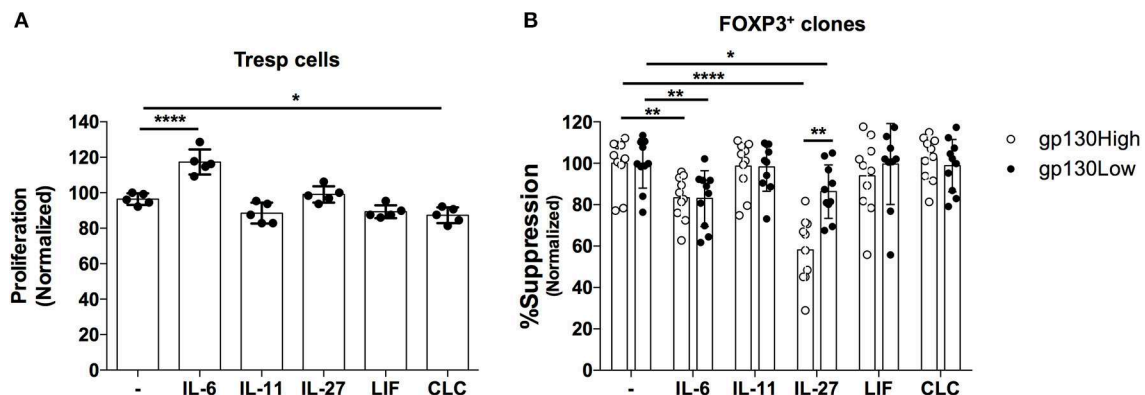 A
Tresp cells
Proliferation
(Normalized)
140
120
100
80
60
40
20
0
****
*
- IL-6 IL-11 IL-27 LIF CLC
B
FOXP3⁺ clones
%Suppression
(Normalized)
120
100
80
60
40
20
0
*
****
**
**
**
- IL-6 IL-11 IL-27 LIF CLC
gp130High
gp130Low